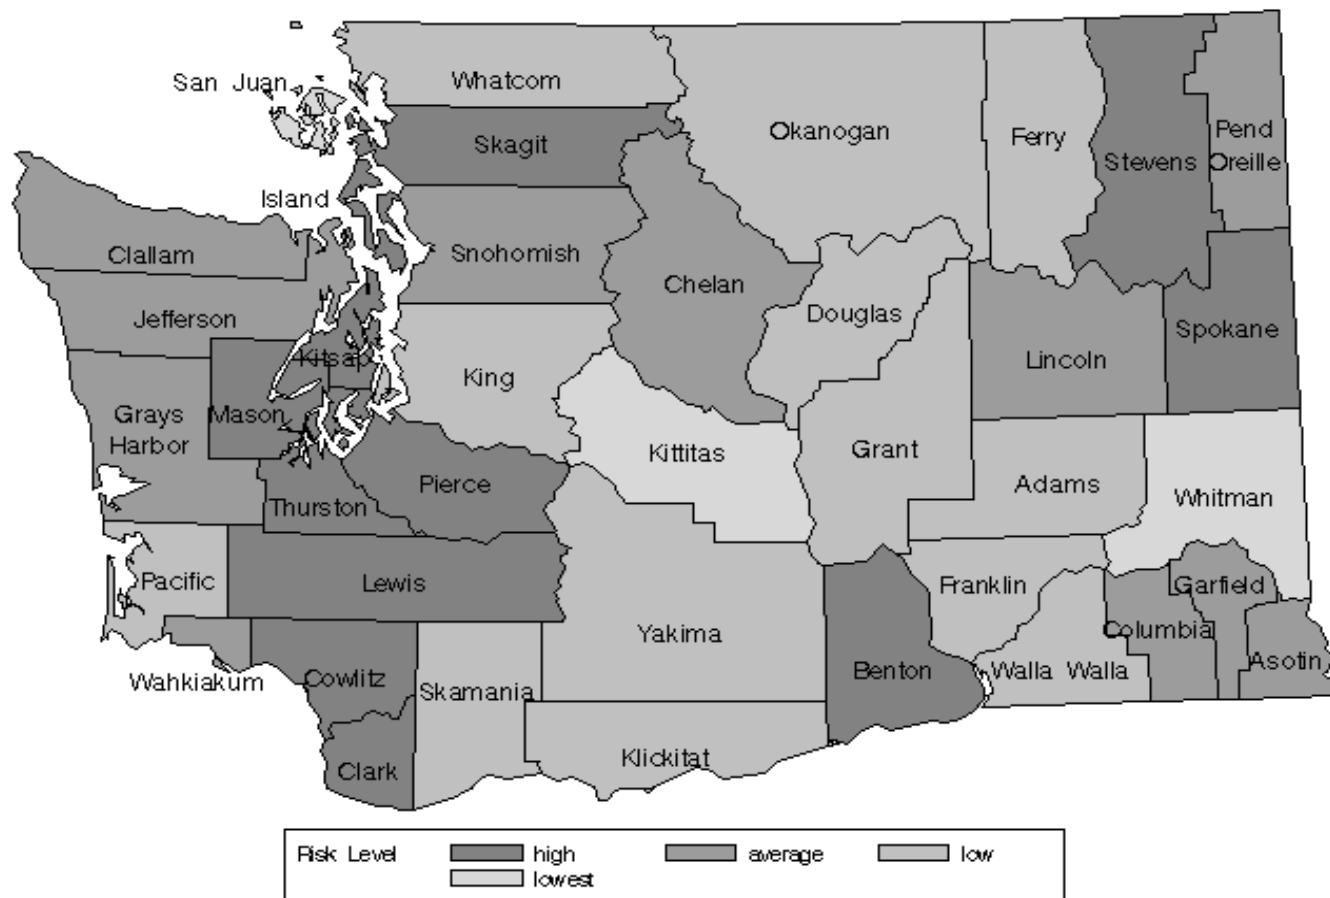 San Juan
Whatcom
Okanogan
Ferry
Pend
Oreille
Skagit
Stevens
Island
Clallam
Snohomish
Chelan
Jefferson
Douglas
Spokane
Kitsap
King
Lincoln
Grays
Harbor
Mason
Kittitas
Grant
Pierce
Adams
Whitman
Thurston
Pacific
Lewis
Franklin
Garfield
Yakima
Columbia
Wahkiakum
Cowlitz
Skamania
Benton
Walla Walla
Asotin
Clark
Klickitat
Risk Level high average low
lowest